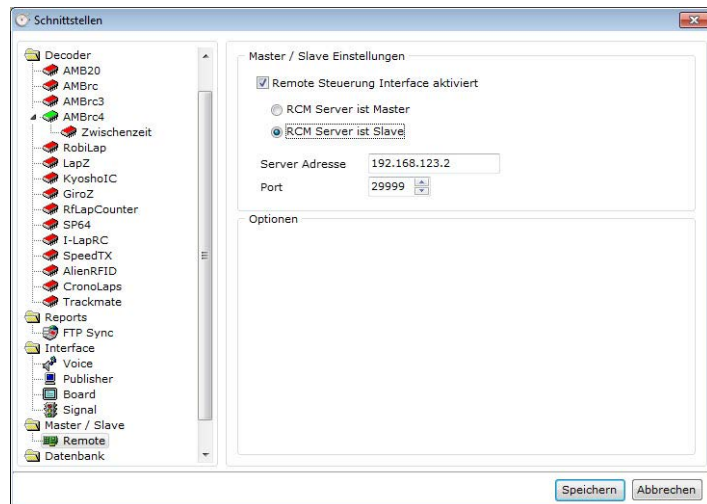 Schnittstellen
Decoder
AMB20
AMBrc
AMBrc3
AMBrc4
Zwischenzeit
RobiLap
LapZ
KyoshoIC
GiroZ
RfLapCounter
SP64
I-LapRC
SpeedTX
AlienRFID
CronoLaps
Trackmate
Reports
FTP Sync
Interface
Voice
Publisher
Board
Signal
Master / Slave
Remote
Datenbank
Master / Slave Einstellungen
Remote Steuerung Interface aktiviert
RCM Server ist Master
RCM Server ist Slave
Server Adresse 192.168.123.2
Port 29999
Optionen
Speichern Abbrechen